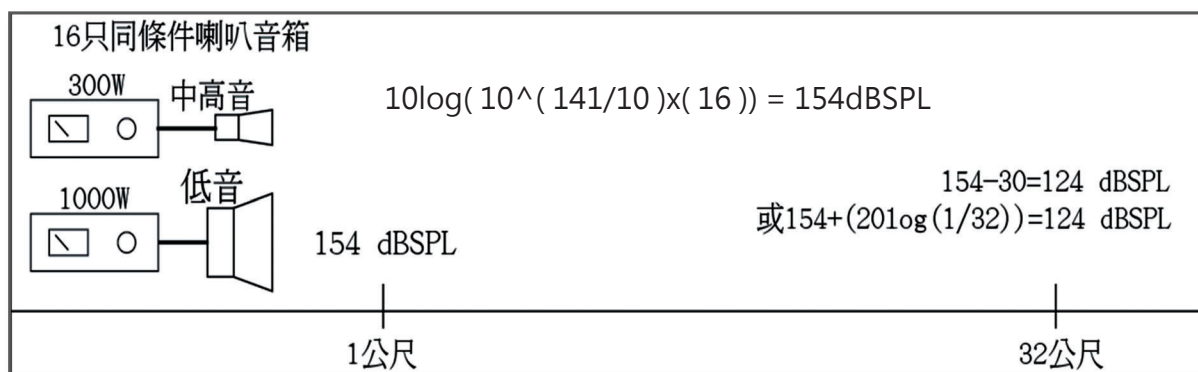 16只同條件喇叭音箱
300W
中高音
10log( 10^( 141/10 )x( 16 )) = 154dBSPL
1000W
低音
154-30=124 dBSPL
或154+(20log(1/32))=124 dBSPL
154 dBSPL
1公尺
32公尺